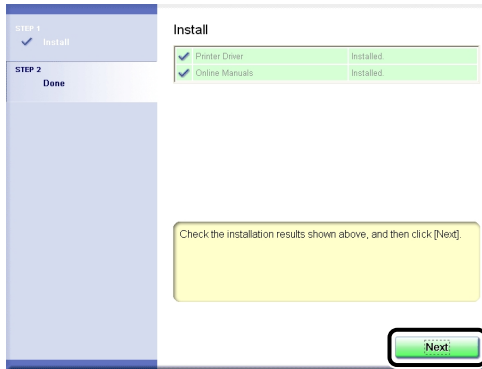 STEP 1
Install
STEP 2
Done
Install
Printer Driver Installed.
Online Manuals Installed.
Check the installation results shown above, and then click [Next].
Next